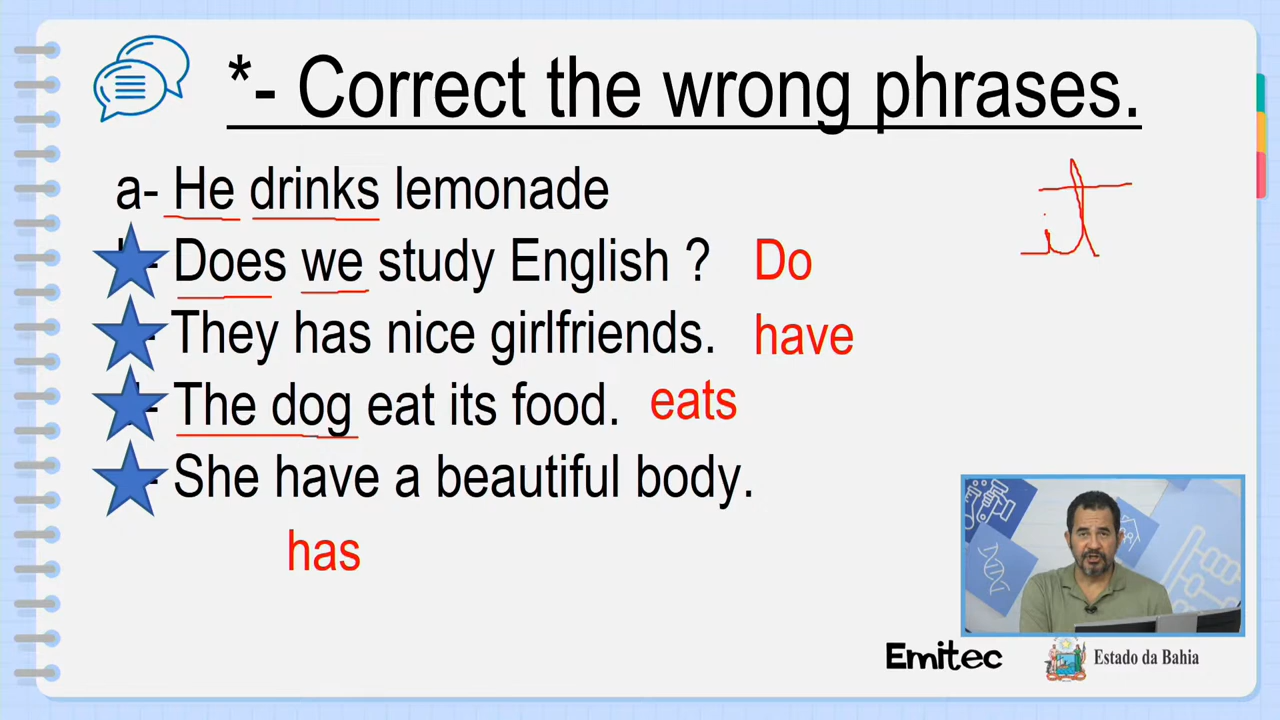 *- Correct the wrong phrases.
a- He drinks lemonade
it
Does we study English ? Do
They has nice girlfriends. have
The dog eat its food. eats
She have a beautiful body.
has
Emitec
Estado da Bahia